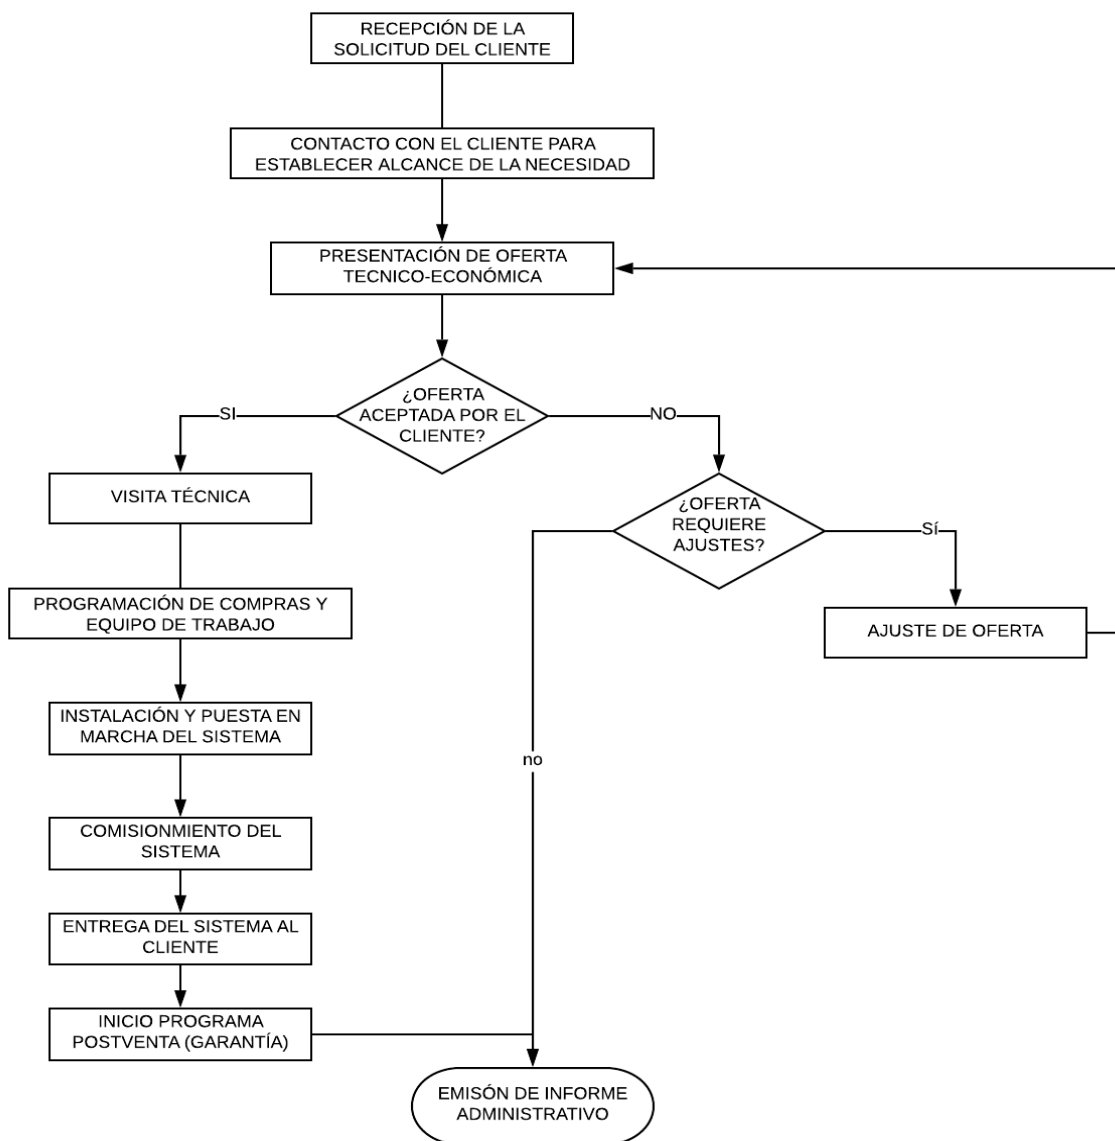 RECEPCIÓN DE LA
SOLICITUD DEL CLIENTE
CONTACTO CON EL CLIENTE PARA
ESTABLECER ALCANCE DE LA NECESIDAD
PRESENTACIÓN DE OFERTA
TECNICO-ECONÓMICA
¿OFERTA
ACEPTADA POR EL
CLIENTE?
SI
NO
VISITA TÉCNICA
¿OFERTA
REQUIERE
AJUSTES?
Sí
PROGRAMACIÓN DE COMPRAS Y
EQUIPO DE TRABAJO
AJUSTE DE OFERTA
INSTALACIÓN Y PUESTA EN
MARCHA DEL SISTEMA
no
COMISIONMIENTO DEL
SISTEMA
ENTREGA DEL SISTEMA AL
CLIENTE
INICIO PROGRAMA
POSTVENTA (GARANTÍA)
EMISÓN DE INFORME
ADMINISTRATIVO